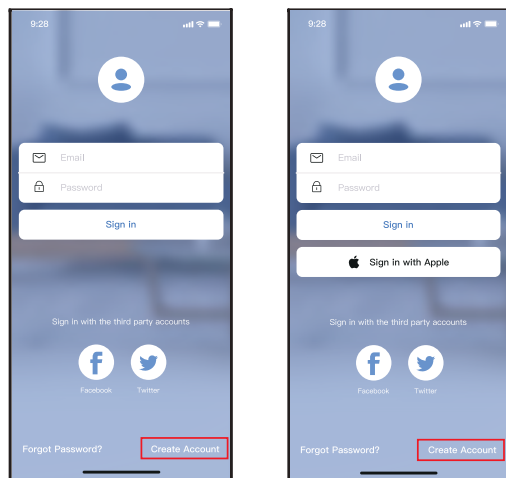 9:28
Email
Password
Sign in
Sign in with the third party accounts
Facebook
Twitter
Forgot Password?
Create Account
9:28
Email
Password
Sign in
Sign in with Apple
Sign in with the third party accounts
Facebook
Twitter
Forgot Password?
Create Account